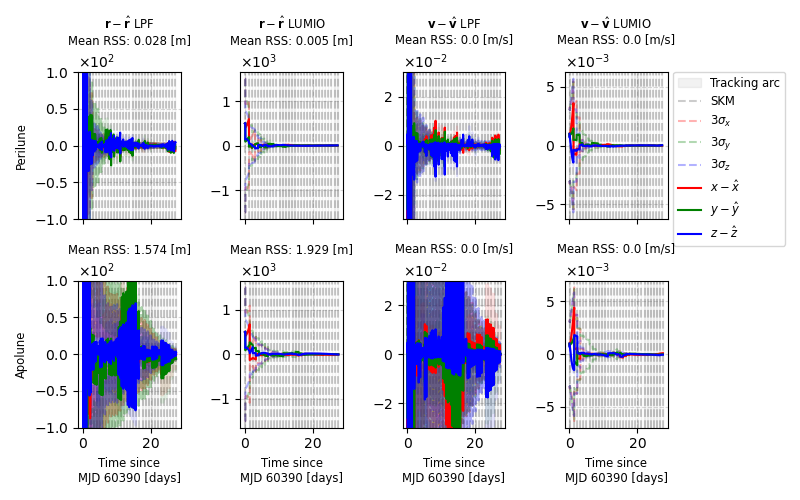 r − r̂ LPF
Mean RSS: 0.028 [m]
r − r̂ LUMIO
Mean RSS: 0.005 [m]
v − v̂ LPF
Mean RSS: 0.0 [m/s]
v − v̂ LUMIO
Mean RSS: 0.0 [m/s]
×10²
×10³
×10⁻²
×10⁻³
Perilune
1.0
0.5
0.0
−0.5
−1.0
1
0
−1
2
0
−2
5
0
−5
Tracking arc
SKM
3σx
3σy
3σz
x − x̂
y − ŷ
z − ẑ
Mean RSS: 1.574 [m]
Mean RSS: 1.929 [m]
Mean RSS: 0.0 [m/s]
Mean RSS: 0.0 [m/s]
×10²
×10³
×10⁻²
×10⁻³
Apolune
1.0
0.5
0.0
−0.5
−1.0
1
0
−1
2
0
−2
5
0
−5
0 20
0 20
0 20
0 20
Time since
MJD 60390 [days]
Time since
MJD 60390 [days]
Time since
MJD 60390 [days]
Time since
MJD 60390 [days]